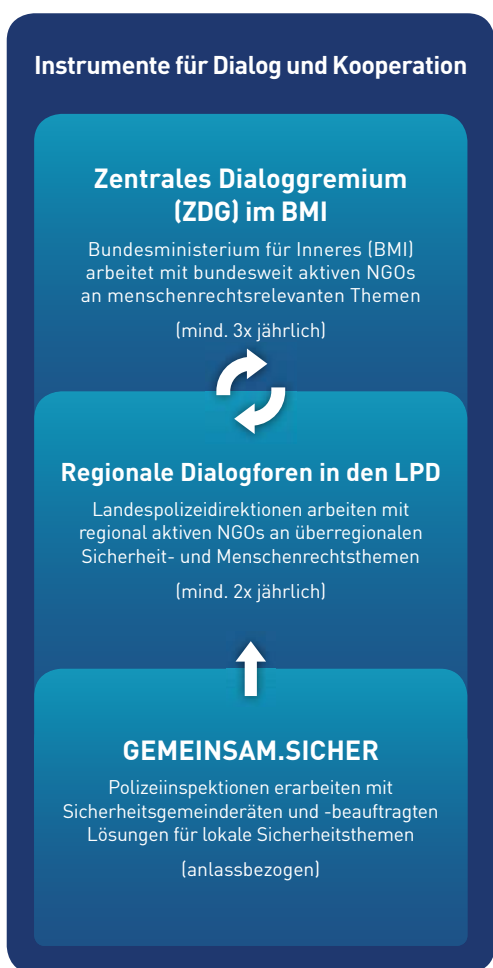 Instrumente für Dialog und Kooperation
Zentrales Dialoggremium
(ZDG) im BMI
Bundesministerium für Inneres (BMI)
arbeitet mit bundesweit aktiven NGOs
an menschenrechtsrelevanten Themen
(mind. 3x jährlich)
Regionale Dialogforen in den LPD
Landespolizeidirektionen arbeiten mit
regional aktiven NGOs an überregionalen
Sicherheit- und Menschenrechtsthemen
(mind. 2x jährlich)
GEMEINSAM.SICHER
Polizeiinspektionen erarbeiten mit
Sicherheitsgemeinderäten und -beauftragten
Lösungen für lokale Sicherheitsthemen
(anlassbezogen)